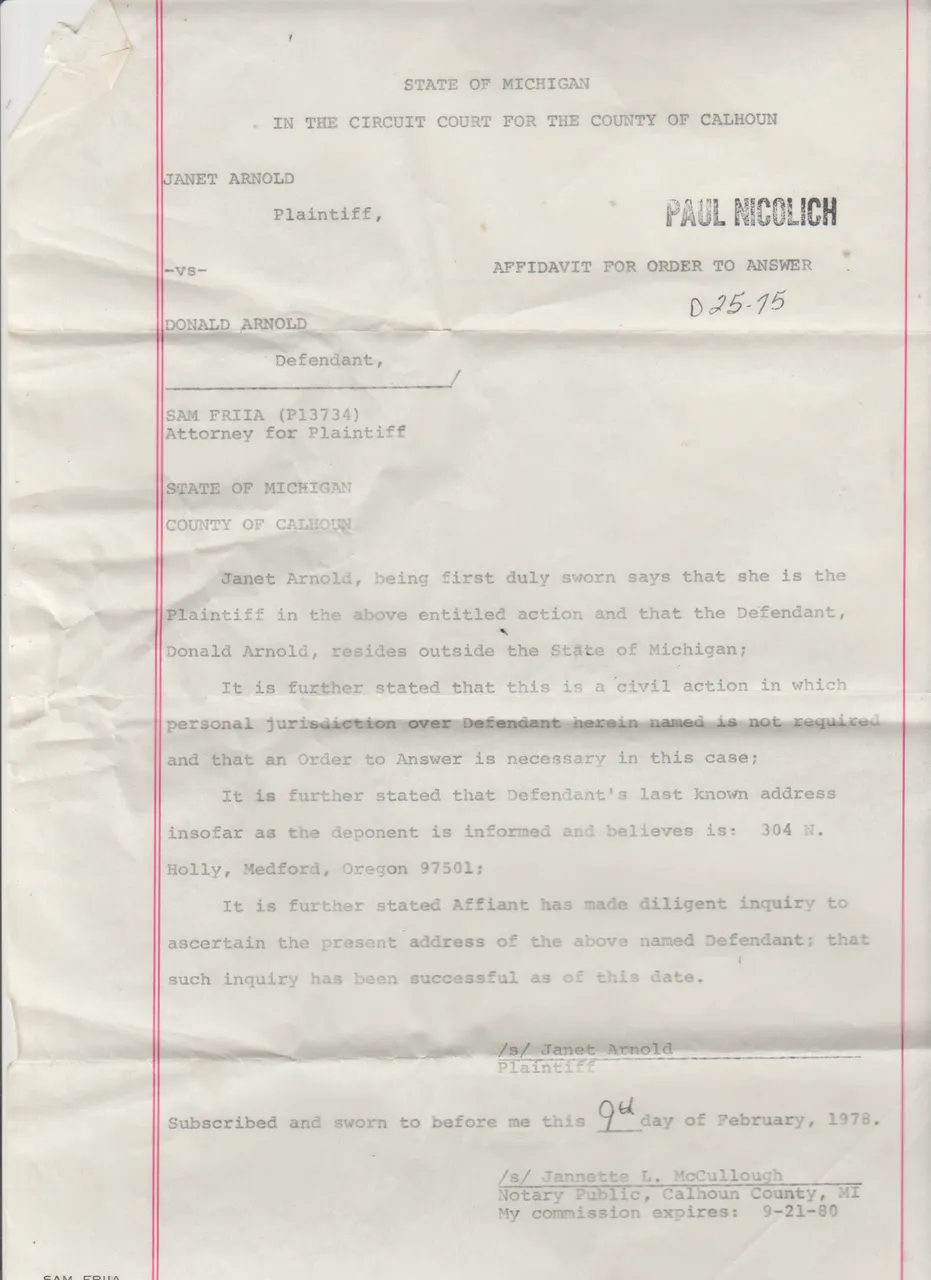 STATE OF MICHIGAN
IN THE CIRCUIT COURT FOR THE COUNTY OF CALHOUN
JANET ARNOLD
Plaintiff,
PAUL NICOLICH
-vs-
AFFIDAVIT FOR ORDER TO ANSWER
D 25-75
DONALD ARNOLD
Defendant,
/
SAM FRIIA (P13734)
Attorney for Plaintiff
STATE OF MICHIGAN
COUNTY OF CALHOUN
Janet Arnold, being first duly sworn says that she is the
Plaintiff in the above entitled action and that the Defendant,
Donald Arnold, resides outside the State of Michigan;
It is further stated that this is a civil action in which
personal jurisdiction over Defendant herein named is not required
and that an Order to Answer is necessary in this case;
It is further stated that Defendant's last known address
insofar as the deponent is informed and believes is: 304 N.
Holly, Medford, Oregon 97501;
It is further stated Affiant has made diligent inquiry to
ascertain the present address of the above named Defendant; that
such inquiry has been successful as of this date.
/s/ Janet Arnold
Plaintiff
Subscribed and sworn to before me this 9th day of February, 1978.
/s/ Jannette L. McCullough
Notary Public, Calhoun County, MI
My commission expires: 9-21-80
SAM FRIIA